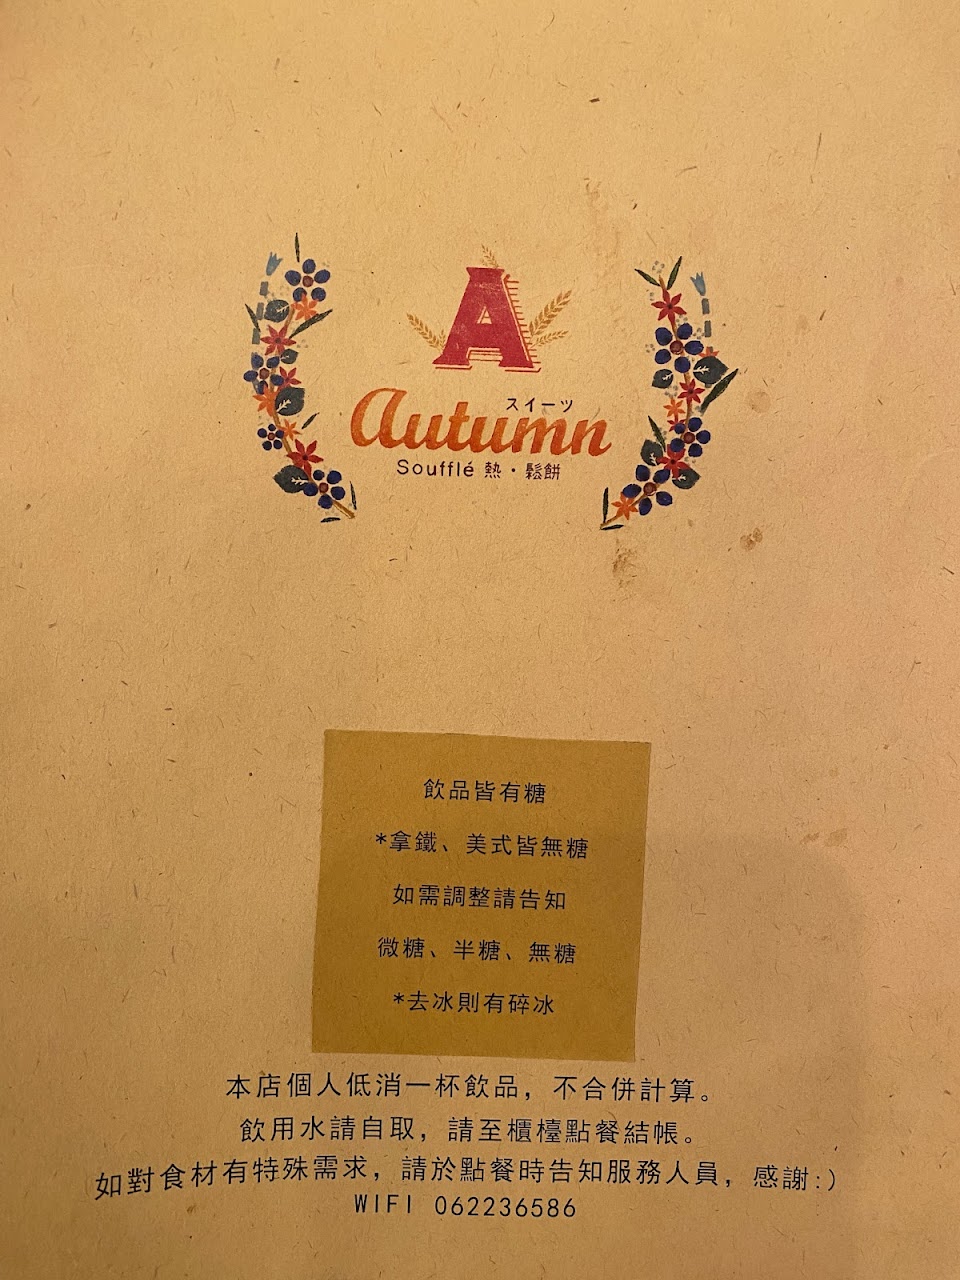 A
スイーツ
autumn
Soufflé 熱・鬆餅
飲品皆有糖
*拿鐵、美式皆無糖
如需調整請告知
微糖、半糖、無糖
*去冰則有碎冰
本店個人低消一杯飲品，不合併計算。
飲用水請自取，請至櫃檯點餐結帳。
如對食材有特殊需求，請於點餐時告知服務人員，感謝:)
WIFI 062236586